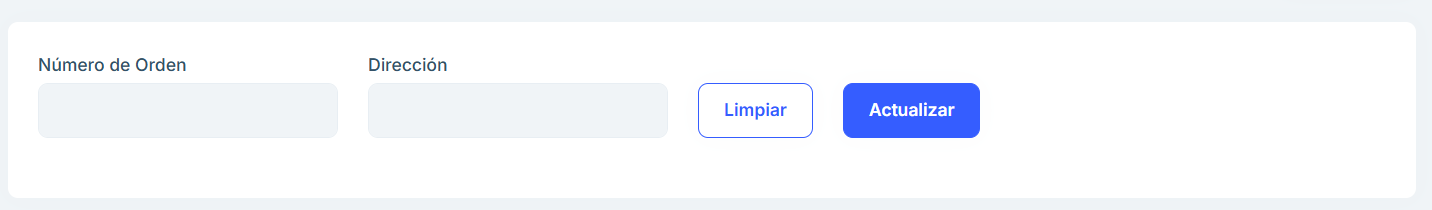 Número de Orden
Dirección
Limpiar
Actualizar